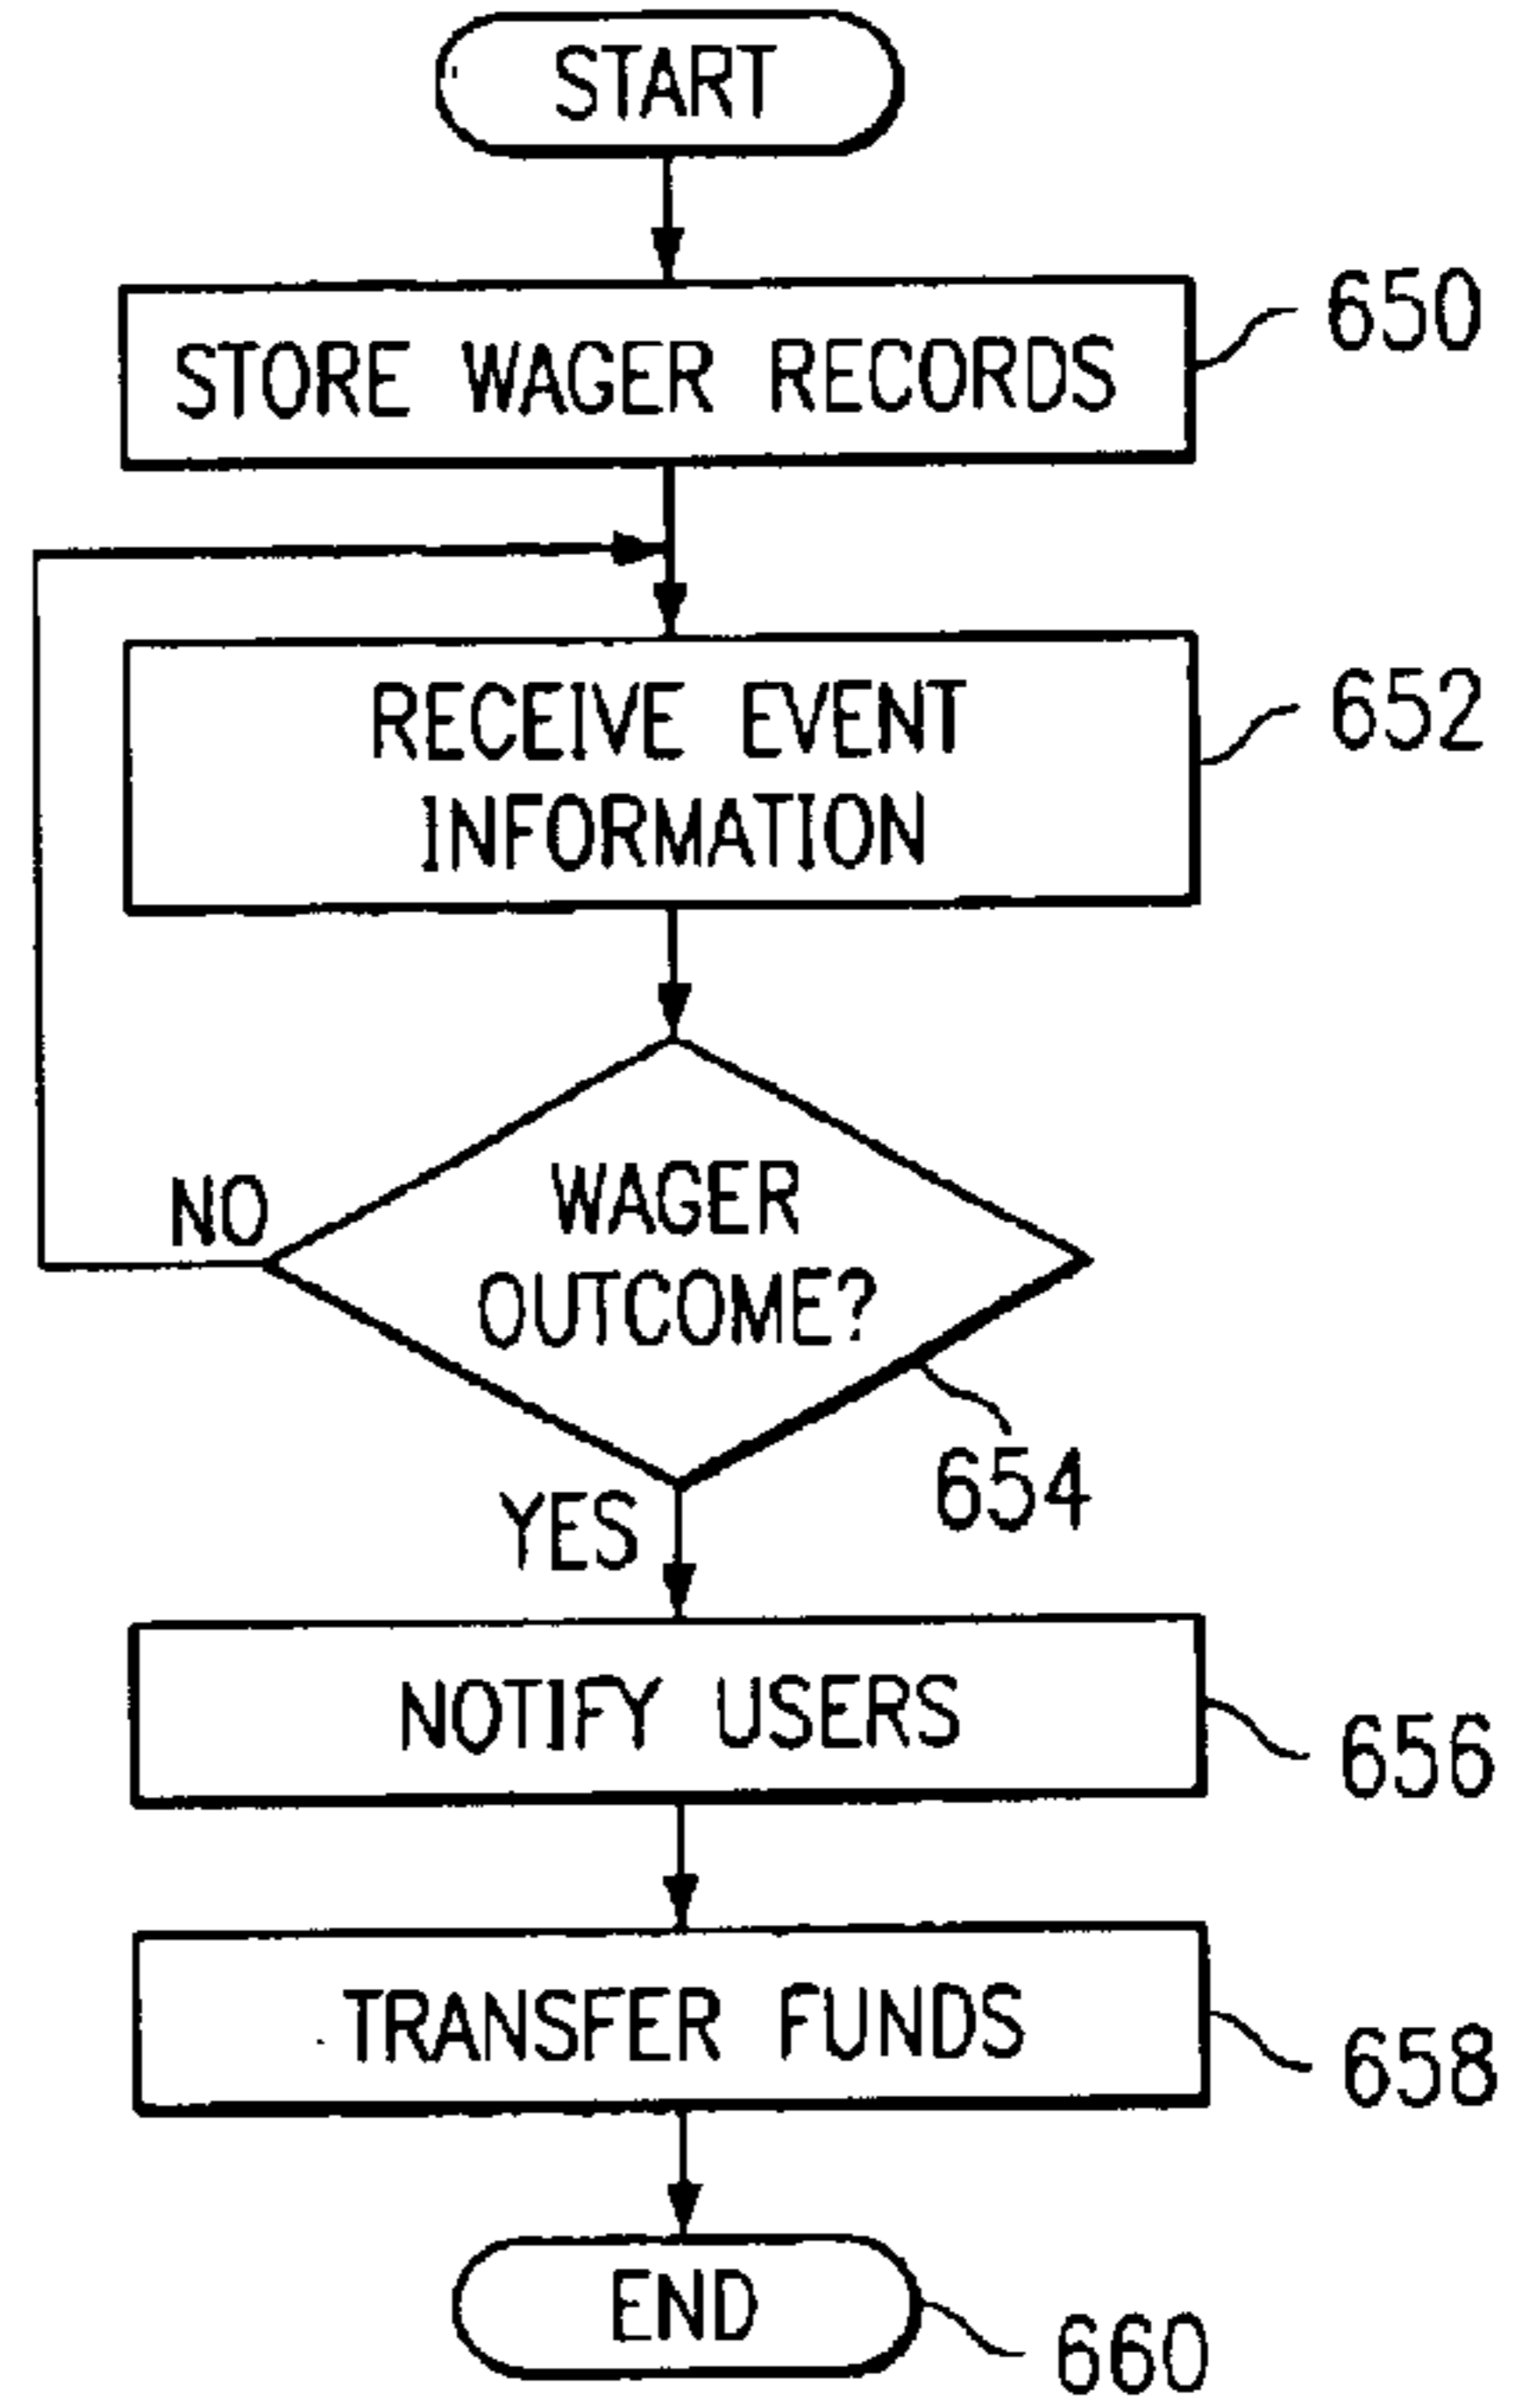 START
STORE WAGER RECORDS
650
RECEIVE EVENT
INFORMATION
652
WAGER
OUTCOME?
NO
654
YES
NOTIFY USERS
656
TRANSFER FUNDS
658
END
660